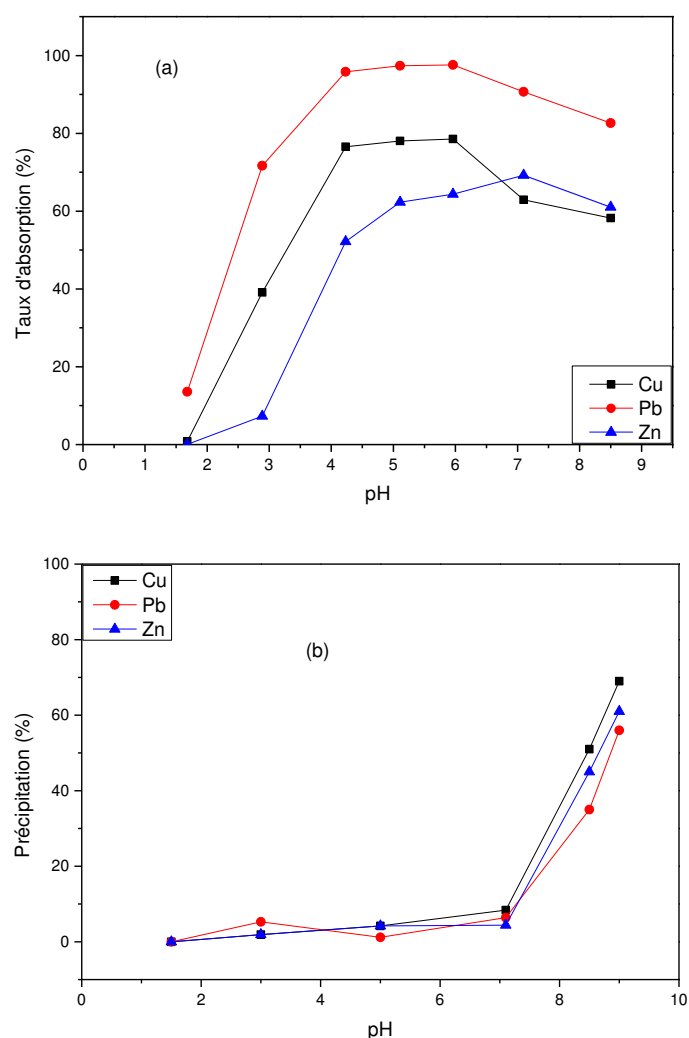 (a)
100
80
60
40
20
0
Taux d'absorption (%)
Cu
Pb
Zn
0 1 2 3 4 5 6 7 8 9
pH
100
80
60
40
20
0
Précipitation (%)
Cu
Pb
Zn
(b)
0 2 4 6 8 10
pH